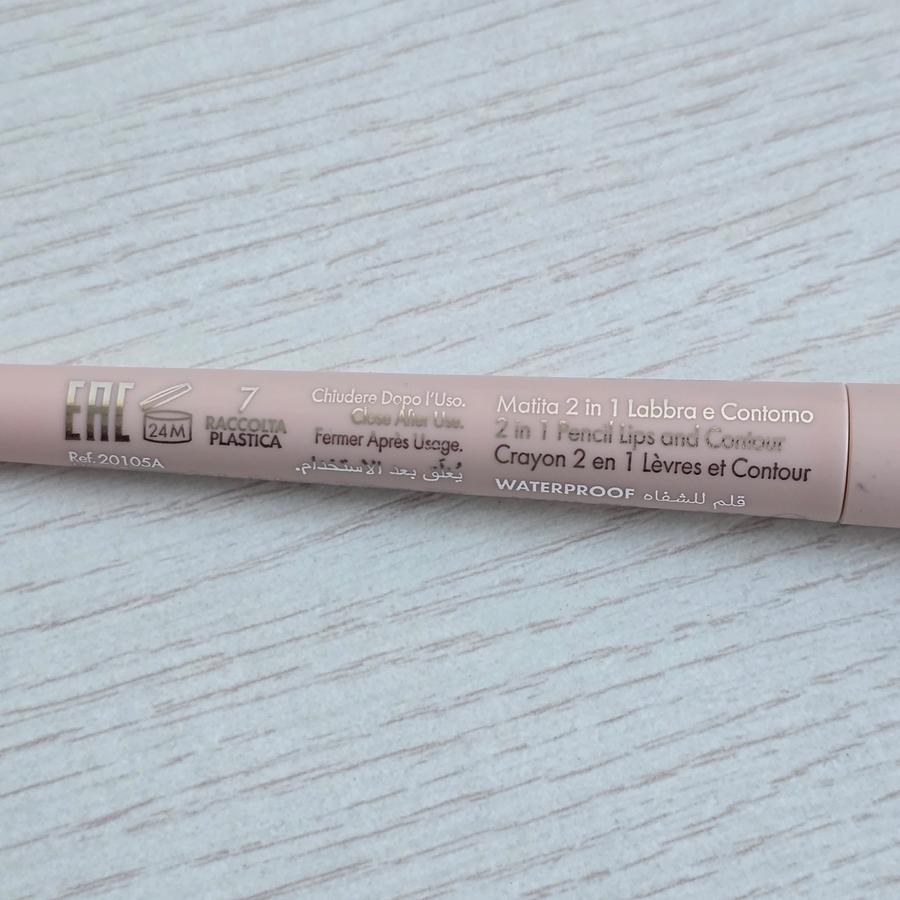 EAC
24M
7
RACCOLTA
PLASTICA
Ref.20105A
Chiudere Dopo l'Uso.
Close After Use.
Fermer Après Usage.
يُغلَق بعد الاستخدام.
Matita 2 in 1 Labbra e Contorno
2 in 1 Pencil Lips and Contour
Crayon 2 en 1 Lèvres et Contour
WATERPROOF قلم للشفاه